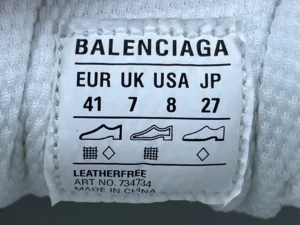 BALENCIAGA
EUR UK USA JP
41 7 8 27
LEATHERFREE
ART NO. 734734
MADE IN CHINA